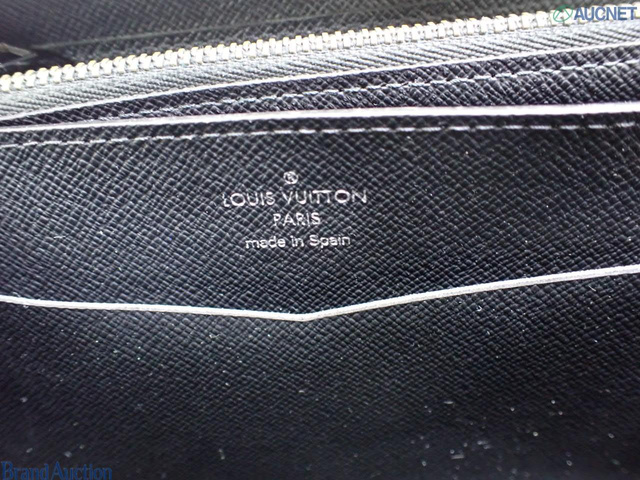 AUCNET
®
LOUIS VUITTON
PARIS
made in Spain
Brand Auction